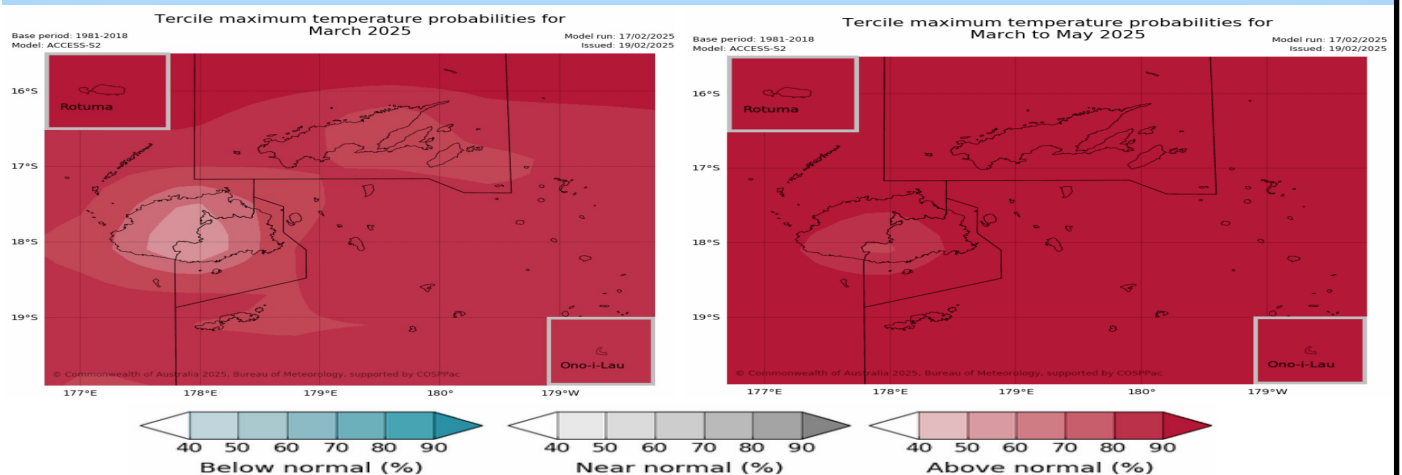 Tercile maximum temperature probabilities for
March 2025
Base period: 1981-2018
Model: ACCESS-S2
Model run: 17/02/2025
Issued: 19/02/2025
Rotuma
16°S
17°S
18°S
19°S
Ono-i-Lau
© Commonwealth of Australia 2025, Bureau of Meteorology, supported by COSPPac
177°E
178°E
179°E
180°
179°W
Tercile maximum temperature probabilities for
March to May 2025
Base period: 1981-2018
Model: ACCESS-S2
Model run: 17/02/2025
Issued: 19/02/2025
Rotuma
16°S
17°S
18°S
19°S
Ono-i-Lau
© Commonwealth of Australia 2025, Bureau of Meteorology, supported by COSPPac
177°E
178°E
179°E
180°
179°W
40 50 60 70 80 90
Below normal (%)
40 50 60 70 80 90
Near normal (%)
40 50 60 70 80 90
Above normal (%)